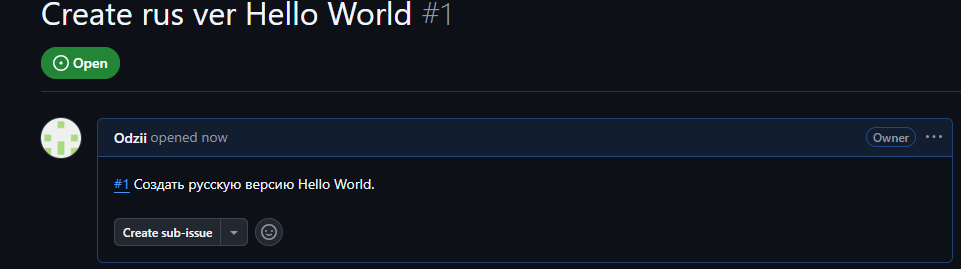 Create rus ver Hello World #1
Open
Odzii opened now Owner
#1 Создать русскую версию Hello World.
Create sub-issue